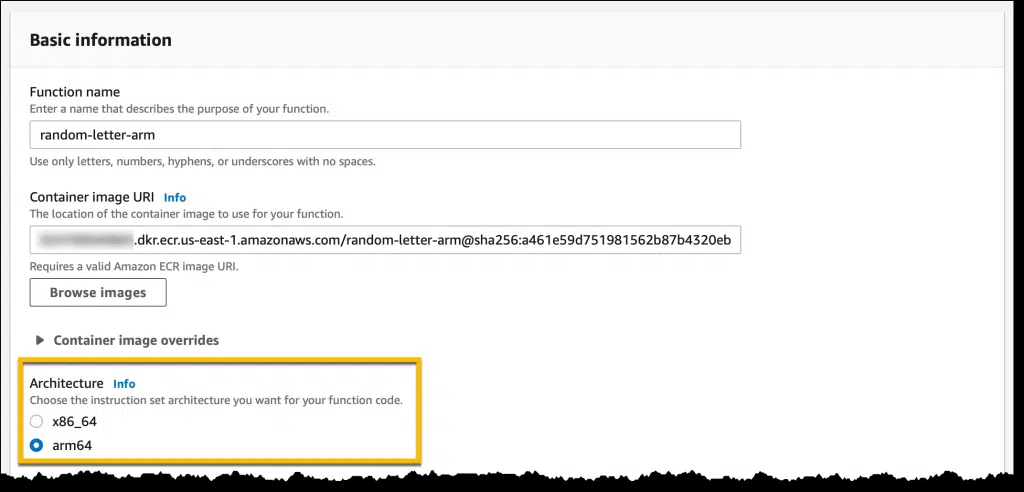 Basic information
Function name
Enter a name that describes the purpose of your function.
random-letter-arm
Use only letters, numbers, hyphens, or underscores with no spaces.
Container image URI Info
The location of the container image to use for your function.
.dkr.ecr.us-east-1.amazonaws.com/random-letter-arm@sha256:a461e59d751981562b87b4320eb
Requires a valid Amazon ECR image URI.
Browse images
Container image overrides
Architecture Info
Choose the instruction set architecture you want for your function code.
x86_64
arm64